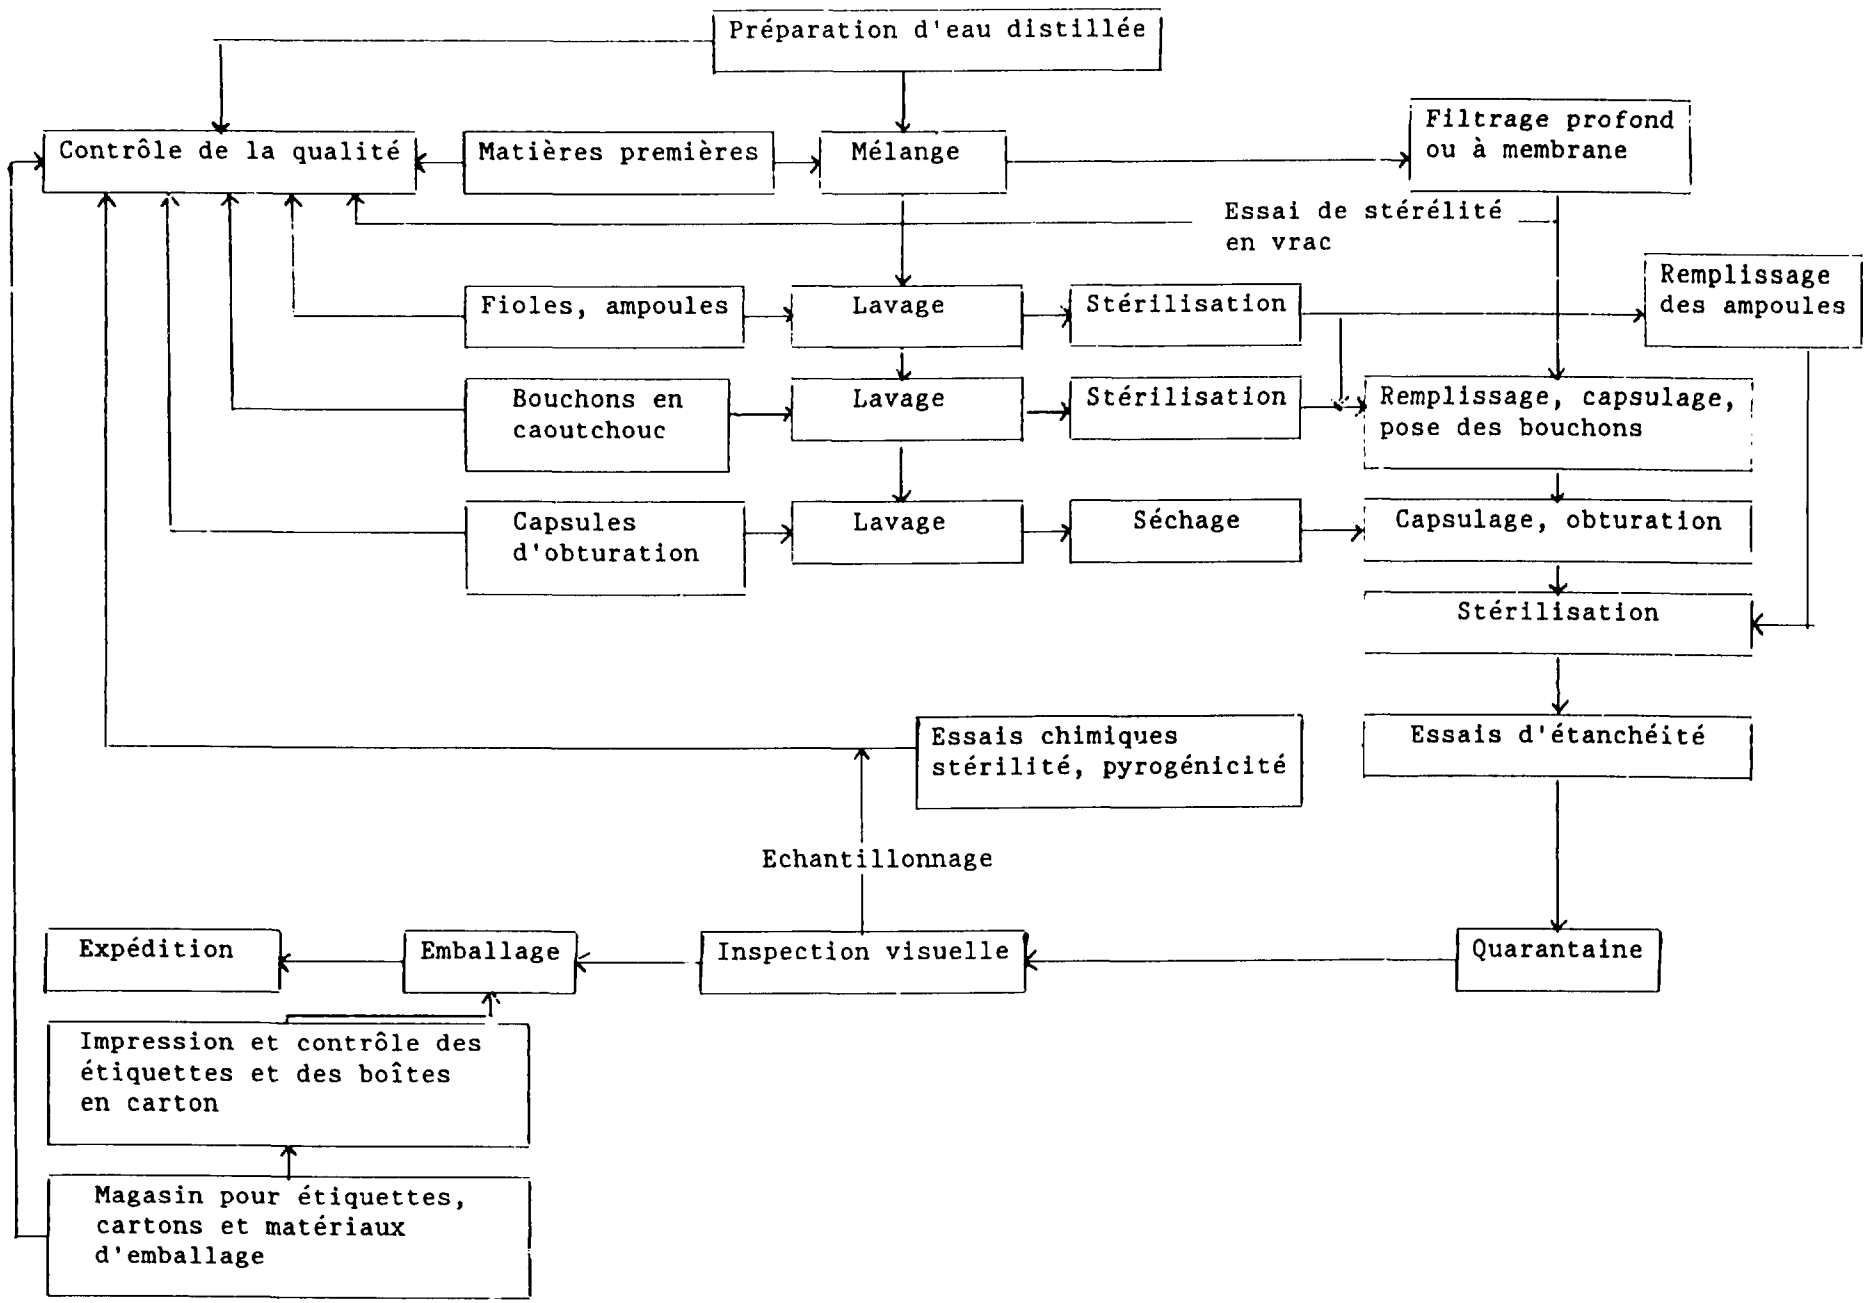 Préparation d'eau distillée
Contrôle de la qualité
Matières premières
Mélange
Filtrage profond
ou à membrane
Essai de stérélité
en vrac
Fioles, ampoules
Lavage
Stérilisation
Remplissage
des ampoules
Bouchons en
caoutchouc
Lavage
Stérilisation
Remplissage, capsulage,
pose des bouchons
Capsules
d'obturation
Lavage
Séchage
Capsulage, obturation
Stérilisation
Essais chimiques
stérilité, pyrogénicité
Essais d'étanchéité
Echantillonnage
Expédition
Emballage
Inspection visuelle
Quarantaine
Impression et contrôle des
étiquettes et des boîtes
en carton
Magasin pour étiquettes,
cartons et matériaux
d'emballage